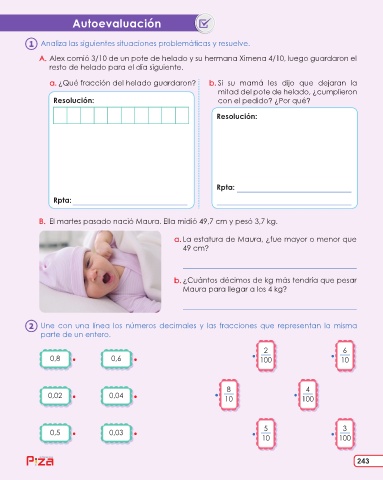 Autoevaluación
1 Analiza las siguientes situaciones problemáticas y resuelve.
A. Alex comió 3/10 de un pote de helado y su hermana Ximena 4/10, luego guardaron el
resto de helado para el día siguiente.
a. ¿Qué fracción del helado guardaron?
Resolución:
Rpta:
b. Si su mamá les dijo que dejaran la
mitad del pote de helado, ¿cumplieron
con el pedido? ¿Por qué?
Resolución:
Rpta:
B. El martes pasado nació Maura. Ella midió 49,7 cm y pesó 3,7 kg.
a. La estatura de Maura, ¿fue mayor o menor que
49 cm?
b. ¿Cuántos décimos de kg más tendría que pesar
Maura para llegar a los 4 kg?
2 Une con una línea los números decimales y las fracciones que representan la misma
parte de un entero.
0,8 0,6 2/100 6/10
0,02 0,04 8/10 4/100
0,5 0,03 5/10 3/100
Pizza
243